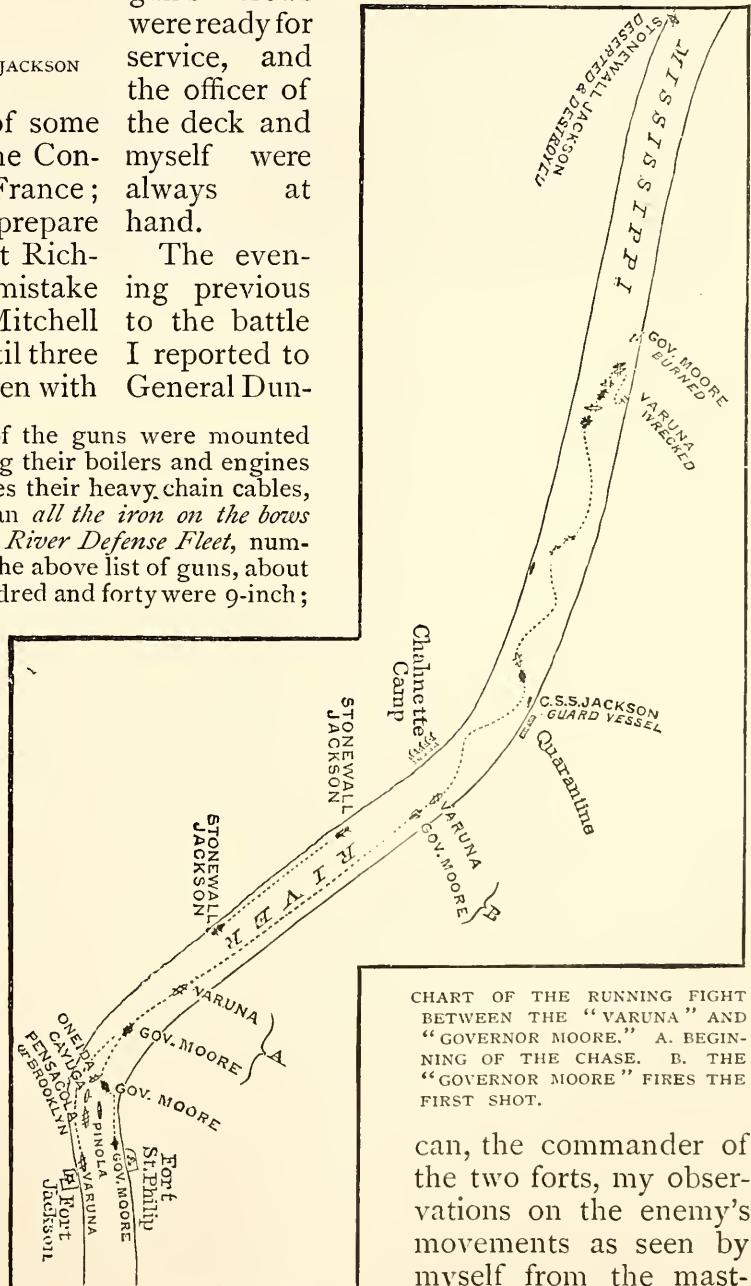 were ready for
service, and
the officer of
the deck and
myself were
always at
hand.
The even-
ing previous
to the battle
I reported to
General Dun-
JACKSON
of some
ne Con-
France;
prepare
t Rich-
mistake
Mitchell
til three
en with
f the guns were mounted
g their boilers and engines
es their heavy chain cables,
an all the iron on the bows
River Defense Fleet, num-
he above list of guns, about
dred and forty were 9-inch;
STONEWALL JACKSON
DESERTED & DESTROYED
MISSISSIPPI
GOV. MOORE
BURNED
VARUNA
WRECKED
C.S.S. JACKSON
GUARD VESSEL
Quarantine
Chalmette
Camp
STONEWALL
JACKSON
VARUNA
GOV. MOORE
B
STONEWALL
JACKSON
RIVER
VARUNA
GOV. MOORE
A
GOV. MOORE
ONEIDA
CAYUGA
PENSACOLA
or BROOKLYN
PINOLA
GOV. MOORE
VARUNA
Fort
St. Philip
Fort
Jackson
CHART OF THE RUNNING FIGHT
BETWEEN THE "VARUNA" AND
"GOVERNOR MOORE." A. BEGIN-
NING OF THE CHASE. B. THE
"GOVERNOR MOORE" FIRES THE
FIRST SHOT.
can, the commander of
the two forts, my obser-
vations on the enemy's
movements as seen by
myself from the mast-